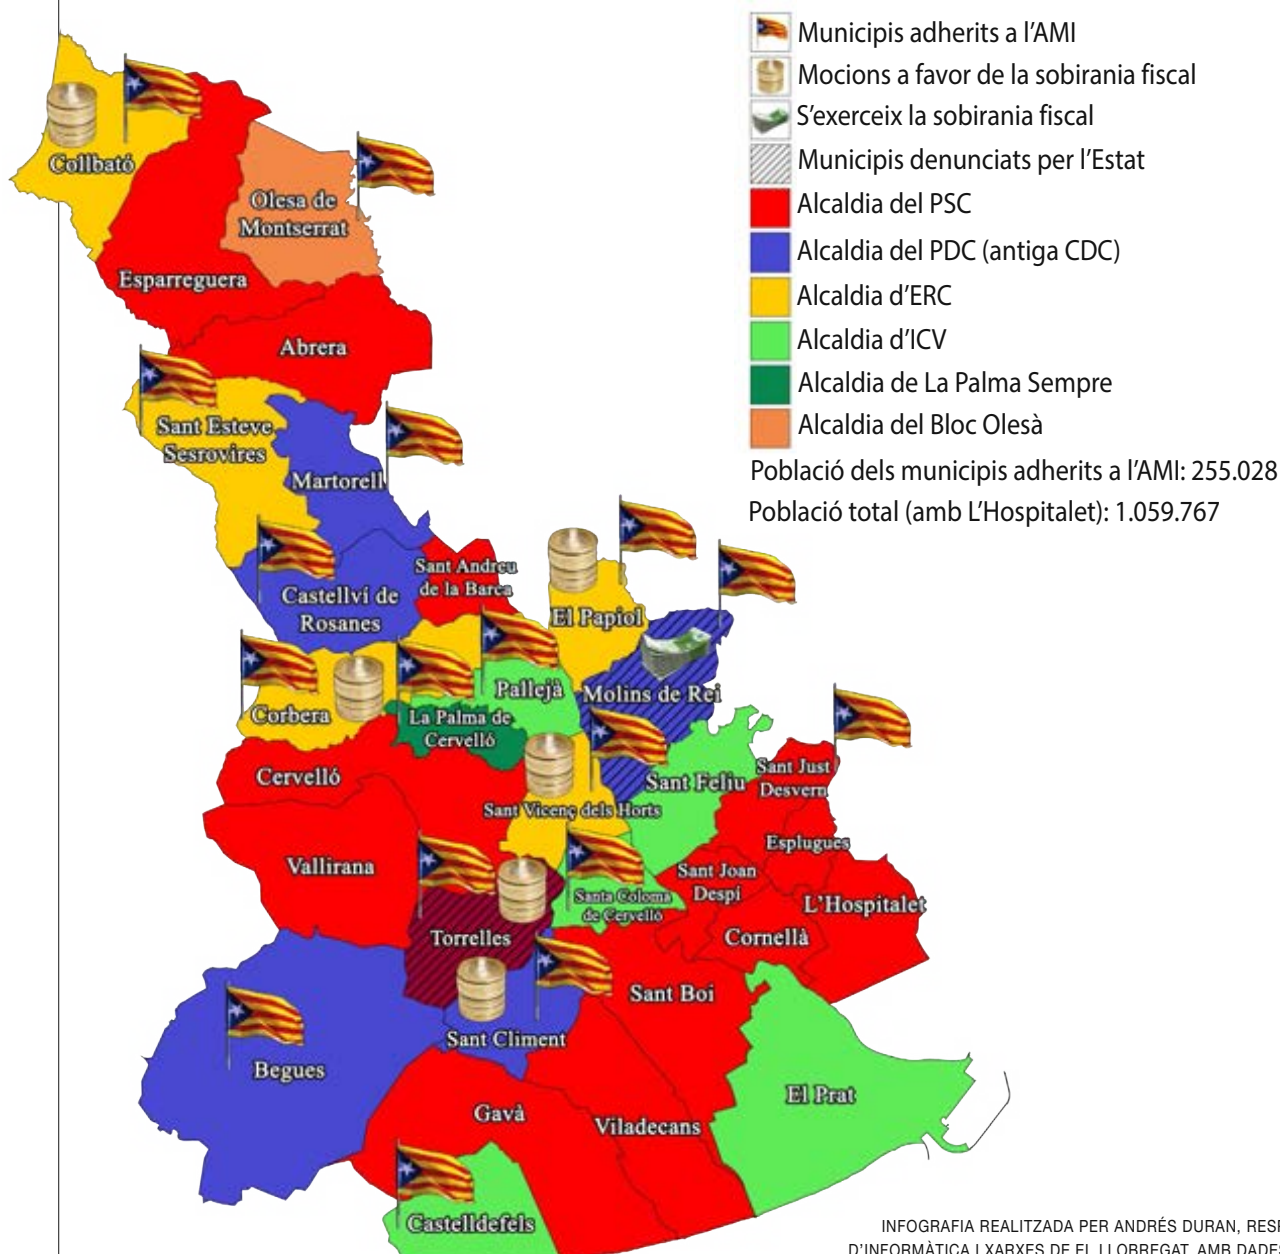 Municipis adherits a l'AMI
Mocions a favor de la sobirania fiscal
S'exerceix la sobirania fiscal
Municipis denunciats per l'Estat
Alcaldia del PSC
Alcaldia del PDC (antiga CDC)
Alcaldia d'ERC
Alcaldia d'ICV
Alcaldia de La Palma Sempre
Alcaldia del Bloc Olesà
Població dels municipis adherits a l'AMI: 255.028
Població total (amb L'Hospitalet): 1.059.767
Collbató
Olesa de
Montserrat
Esparreguera
Abrera
Sant Esteve
Sesrovires
Martorell
Sant Andreu
de la Barca
Castellví de
Rosanes
El Papiol
Pallejà
Molins de Rei
Corbera
La Palma de
Cervelló
Cervelló
Sant Feliu
Sant Just
Desvern
Sant Vicenç dels Horts
Esplugues
Vallirana
Sant Joan
Despí
Santa Coloma
de Cervelló
L'Hospitalet
Torrelles
Cornellà
Sant Boi
Sant Climent
Begues
El Prat
Gavà
Viladecans
Castelldefels
INFOGRAFIA REALITZADA PER ANDRÉS DURAN, RESP
D'INFORMÀTICA I XARXES DE EL LLOBREGAT, AMB DADES